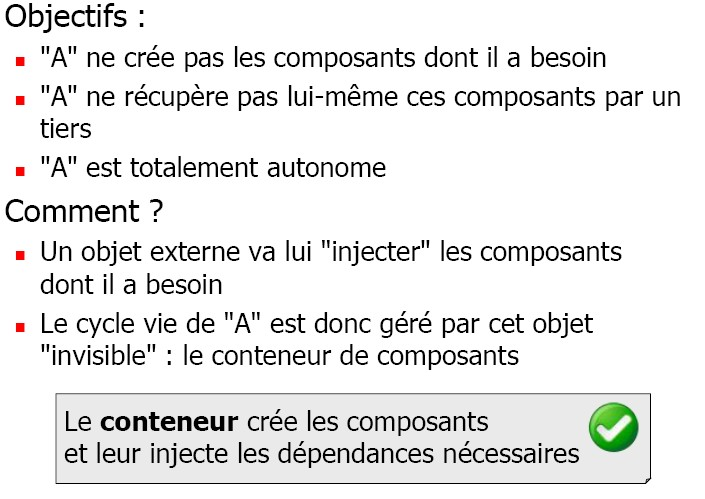 Objectifs :
"A" ne crée pas les composants dont il a besoin
"A" ne récupère pas lui-même ces composants par un
tiers
"A" est totalement autonome
Comment ?
Un objet externe va lui "injecter" les composants
dont il a besoin
Le cycle vie de "A" est donc géré par cet objet
"invisible" : le conteneur de composants
Le conteneur crée les composants
et leur injecte les dépendances nécessaires